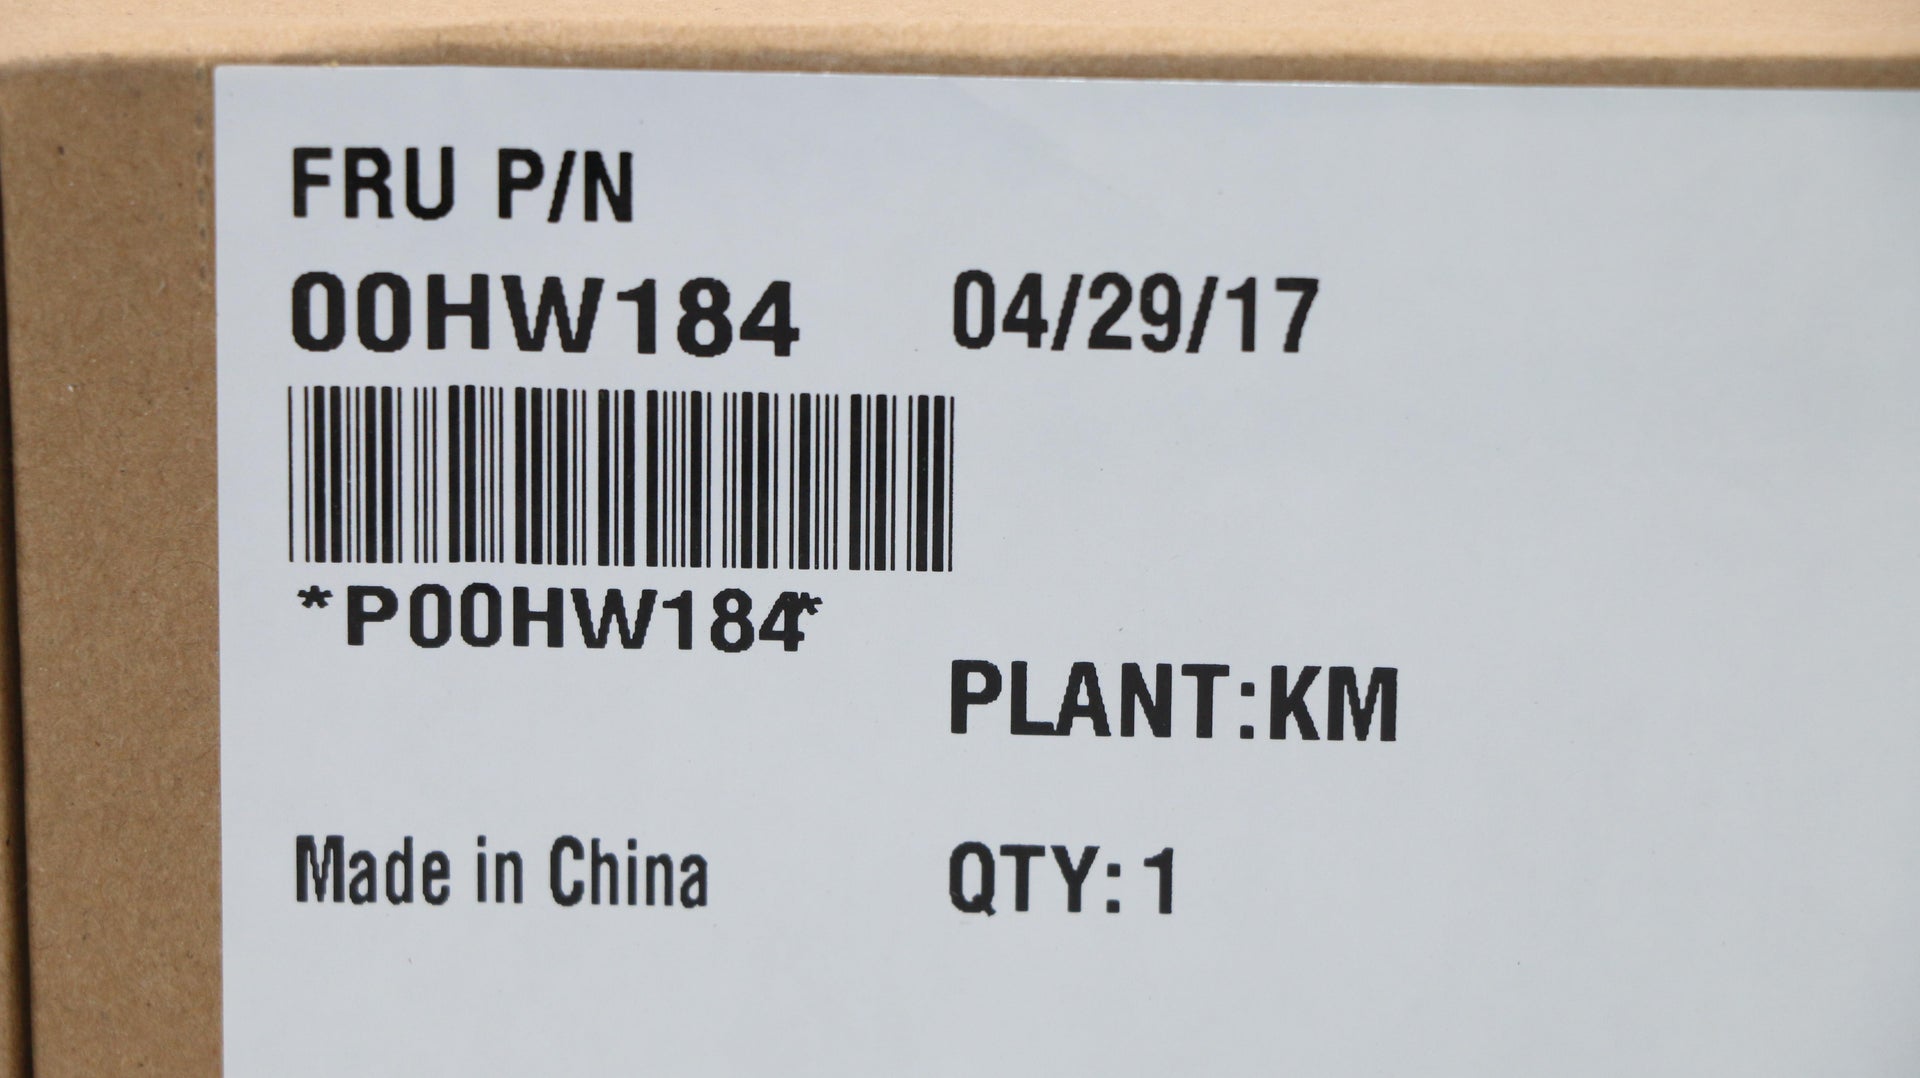 FRU P/N
00HW184 04/29/17
*P00HW184*
PLANT:KM
Made in China QTY: 1